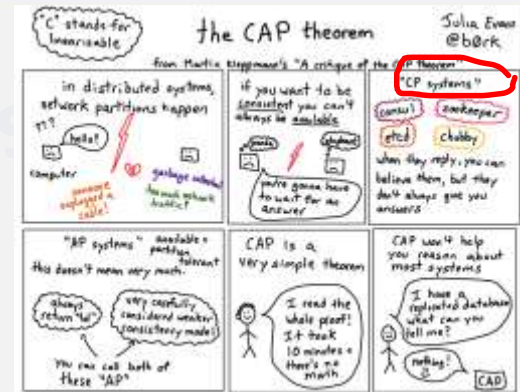 "C" stands for
linearizable
the CAP theorem
Julia Evans
@b0rk
from Martin Kleppmann's "A critique of the CAP theorem"
in distributed systems,
network partitions happen
???
hello!
computer
someone
unplugged a
cable!
garbage collection!
too much network
traffic?
if you want to be
consistent you can't
always be available
panda
elephant
you're gonna have
to wait for an
answer
"CP systems"
consul
zookeeper
etcd
chubby
when they reply, you can
believe them, but they
don't always give you
answers
"AP systems"
available +
partition
tolerant
this doesn't mean very much.
always
return "lol"
very carefully
considered weaker
consistency model
you can call both of
these "AP"
CAP is a
very simple theorem
I read the
whole proof!
It took
10 minutes +
there's no
math
CAP won't help
you reason about
most systems
I have a
replicated database
what can you
tell me?
nothing!
CAP